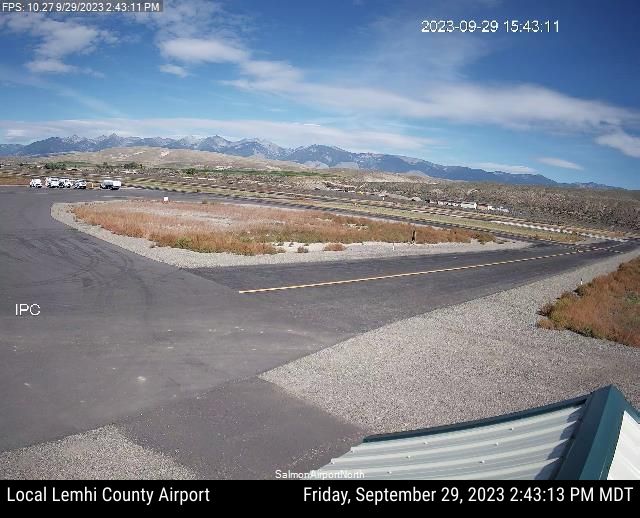 FPS: 10.27 9/29/2023 2:43:11 PM
2023-09-29 15:43:11
IPC
SalmonAirportNorth
Local Lemhi County Airport
Friday, September 29, 2023 2:43:13 PM MDT